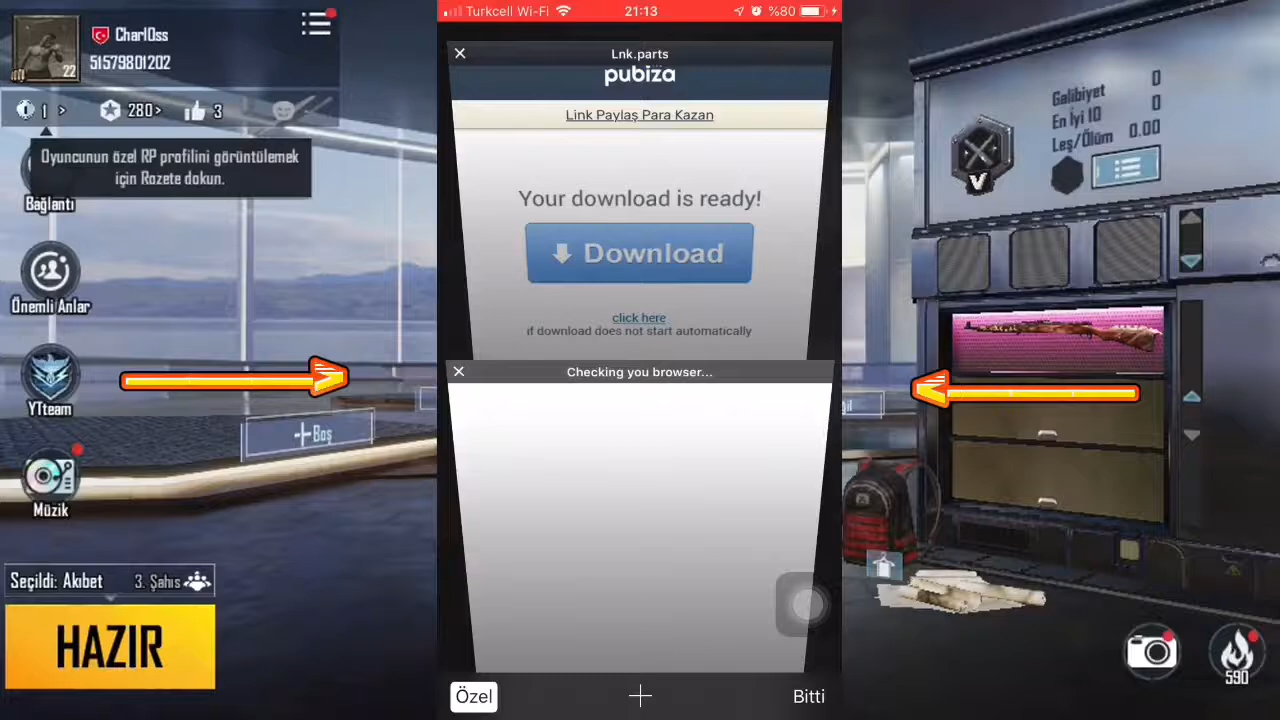 CharlOss
51579801202
22
1 >
280>
3
Oyuncunun özel RP profilini görüntülemek
için Rozete dokun.
Bağlantı
Önemli Anlar
YTteam
Müzik
Boş
Seçildi: Akıbet
3. Şahıs
HAZIR
Turkcell Wi-Fi
21:13
%80
Lnk.parts
pubiza
Link Paylaş Para Kazan
Your download is ready!
Download
click here
if download does not start automatically
Checking you browser...
Özel
Bitti
Galibiyet
0
En İyi 10
0
Leş/Ölüm
0.00
V
590